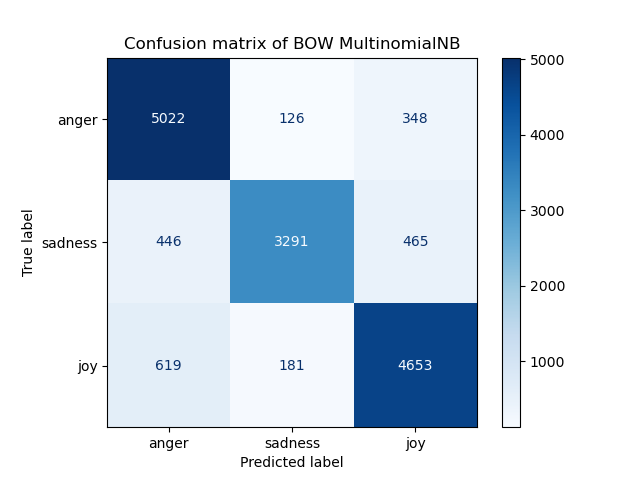 Confusion matrix of BOW MultinomialNB
anger 5022 126 348
sadness 446 3291 465
joy 619 181 4653
anger sadness joy
Predicted label
True label
5000
4000
3000
2000
1000